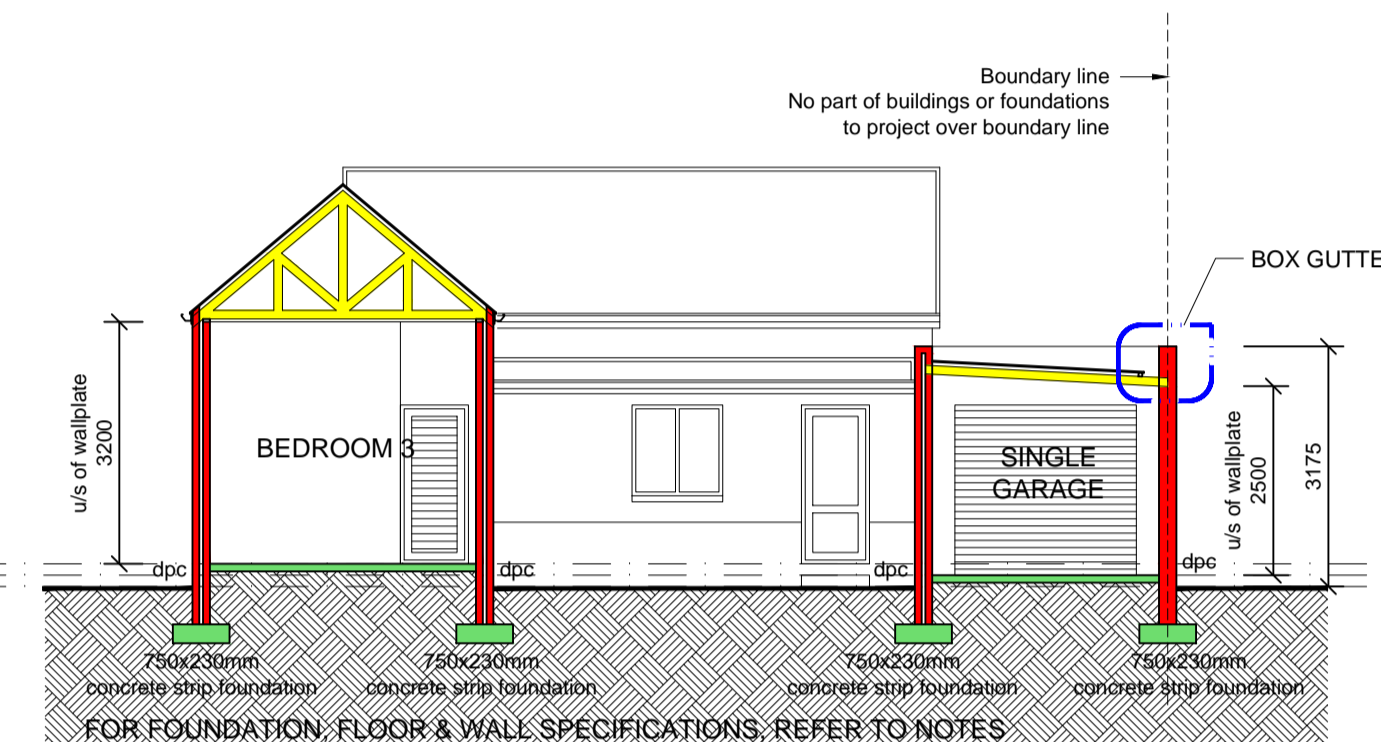 Boundary line
No part of buildings or foundations
to project over boundary line
BOX GUTTE
u/s of wallplate
3200
BEDROOM 3
SINGLE
GARAGE
u/s of wallplate
2500
3175
dpc
dpc
dpc
dpc
750x230mm
concrete strip foundation
750x230mm
concrete strip foundation
750x230mm
concrete strip foundation
750x230mm
concrete strip foundation
FOR FOUNDATION, FLOOR & WALL SPECIFICATIONS, REFER TO NOTES